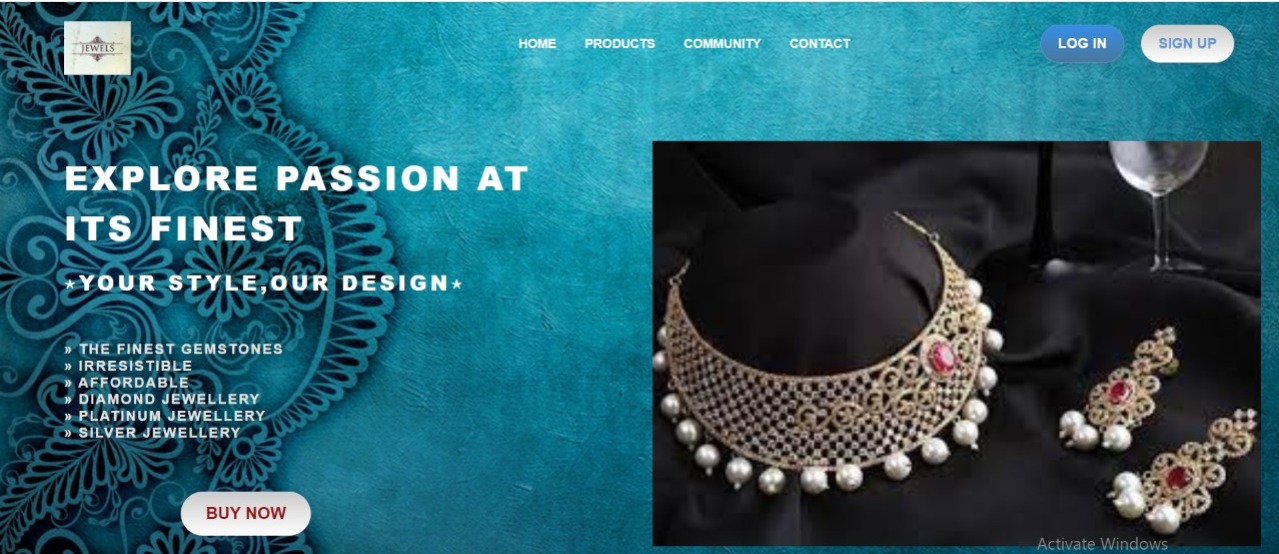 JEWELS
HOME PRODUCTS COMMUNITY CONTACT
LOG IN SIGN UP
EXPLORE PASSION AT
ITS FINEST
⋆YOUR STYLE,OUR DESIGN⋆
» THE FINEST GEMSTONES
» IRRESISTIBLE
» AFFORDABLE
» DIAMOND JEWELLERY
» PLATINUM JEWELLERY
» SILVER JEWELLERY
BUY NOW
Activate Windows